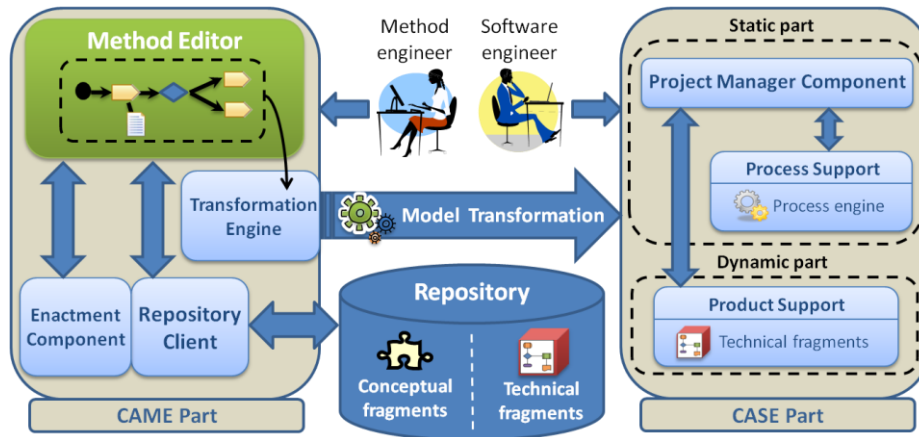 Method Editor
Method
engineer
Software
engineer
Static part
Project Manager Component
Process Support
Process engine
Transformation
Engine
Model Transformation
Dynamic part
Product Support
Technical fragments
Enactment
Component
Repository
Client
Repository
Conceptual
fragments
Technical
fragments
CAME Part
CASE Part